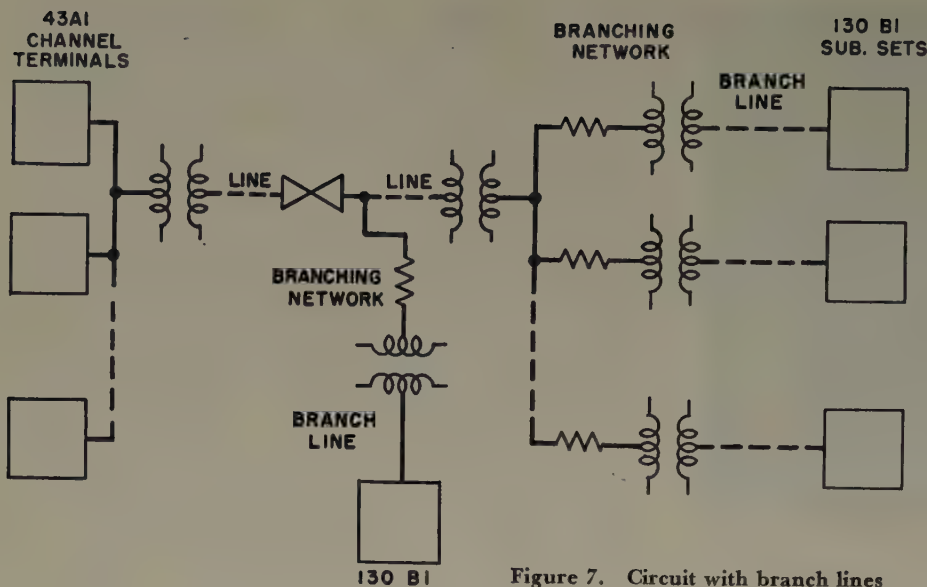 43A1
CHANNEL
TERMINALS
BRANCHING
NETWORK
130 B1
SUB. SETS
BRANCH
LINE
LINE
LINE
BRANCHING
NETWORK
BRANCH
LINE
130 B1
Figure 7. Circuit with branch lines